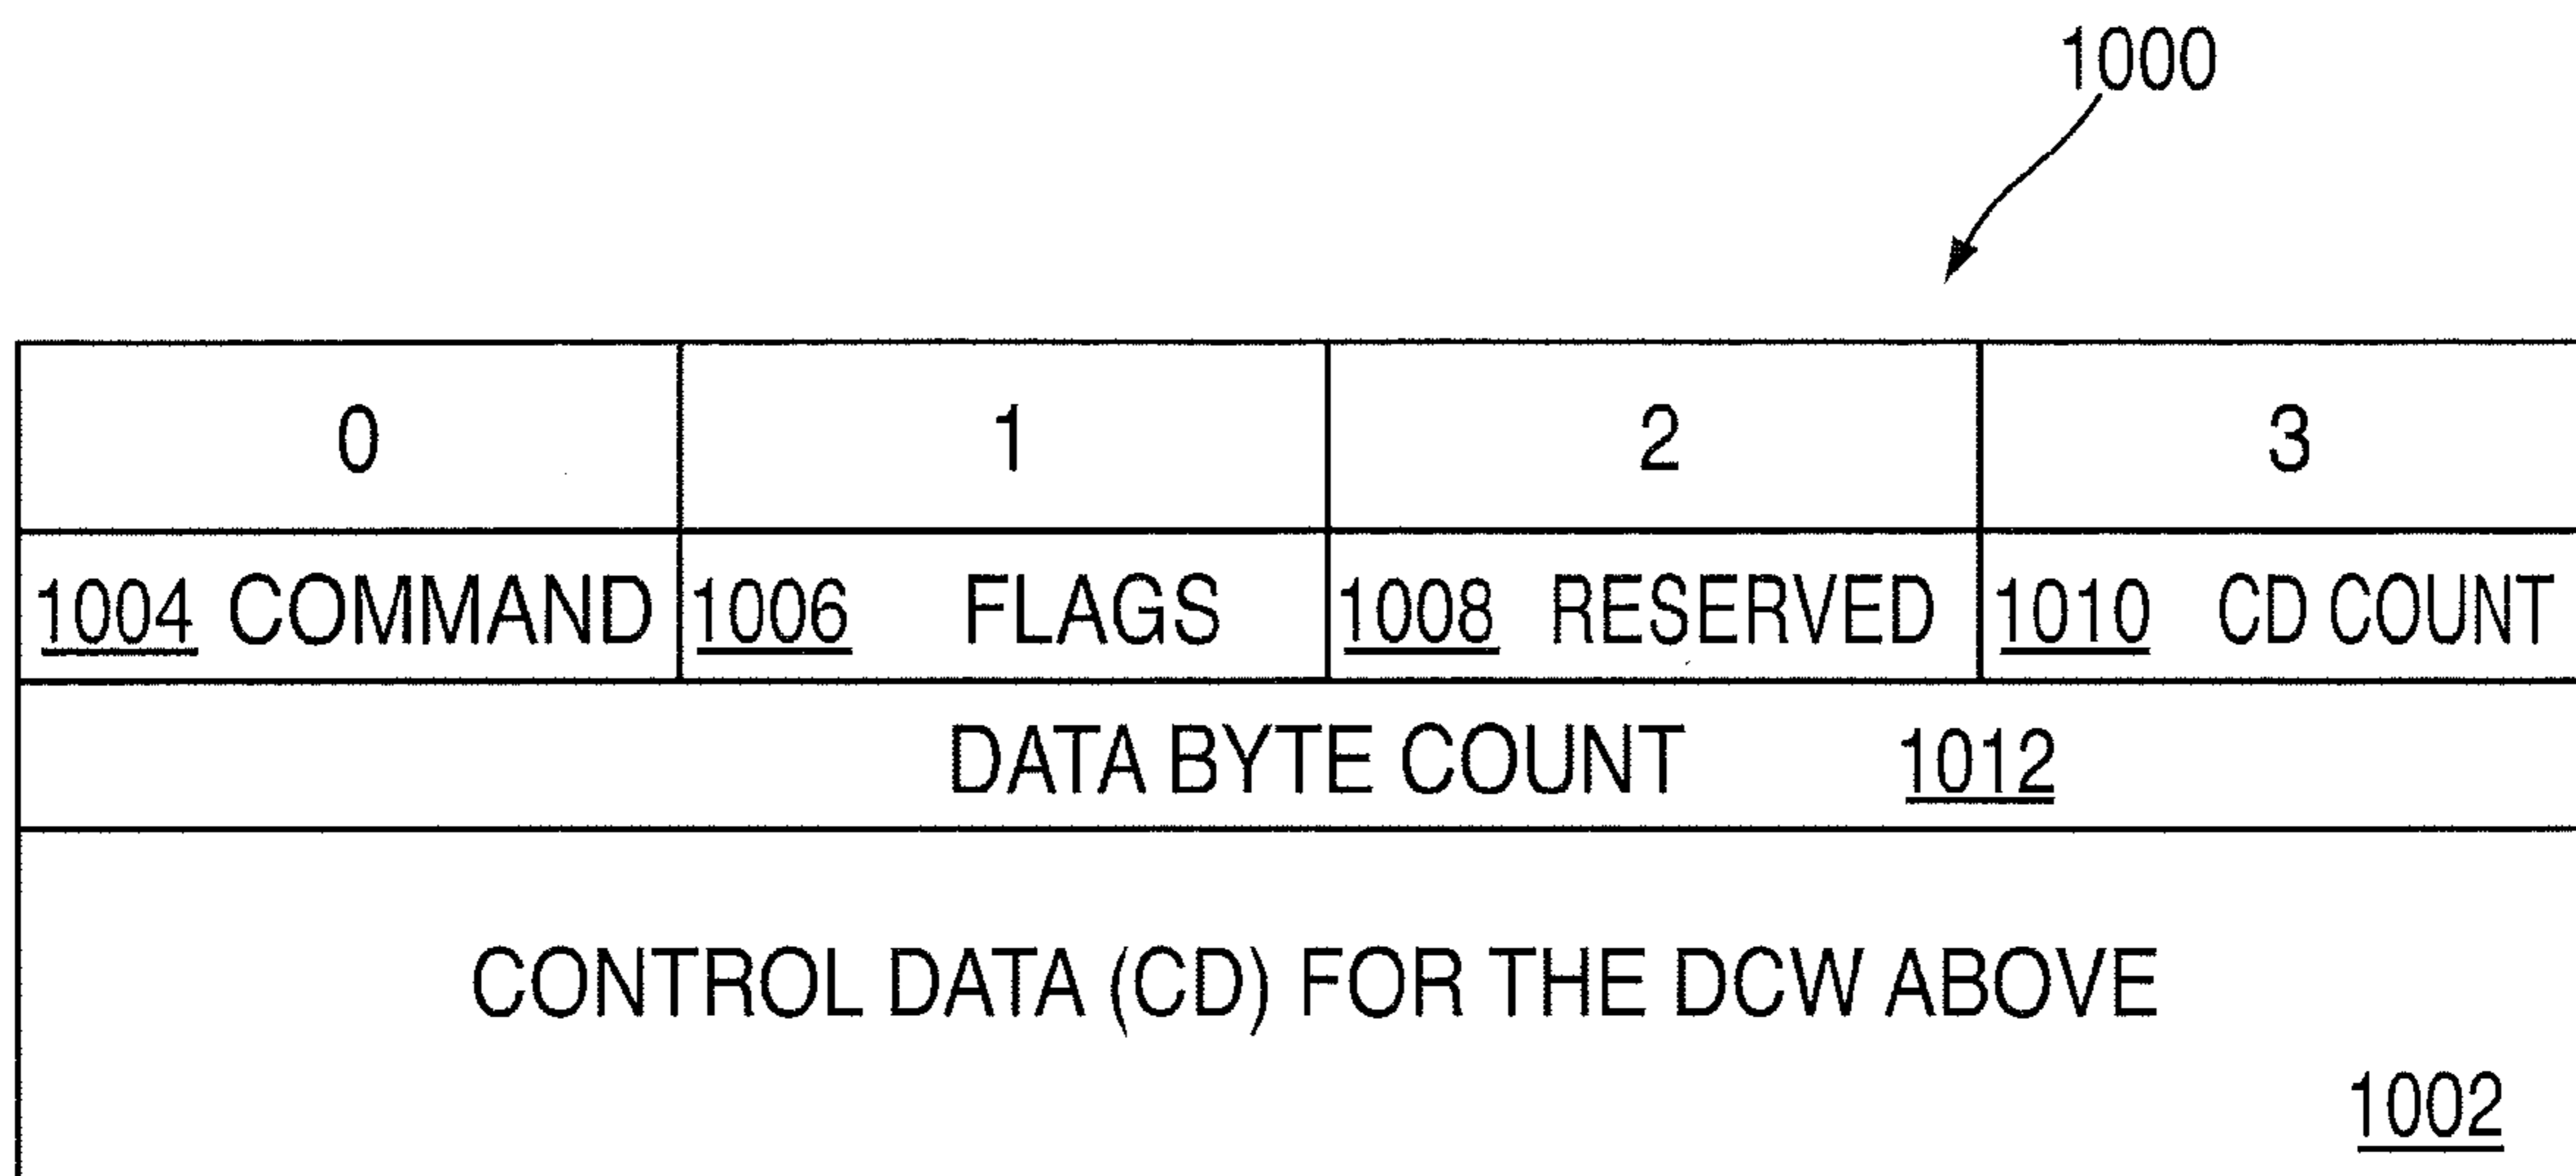 1000
0 1 2 3
1004 COMMAND 1006 FLAGS 1008 RESERVED 1010 CD COUNT
DATA BYTE COUNT 1012
CONTROL DATA (CD) FOR THE DCW ABOVE
1002